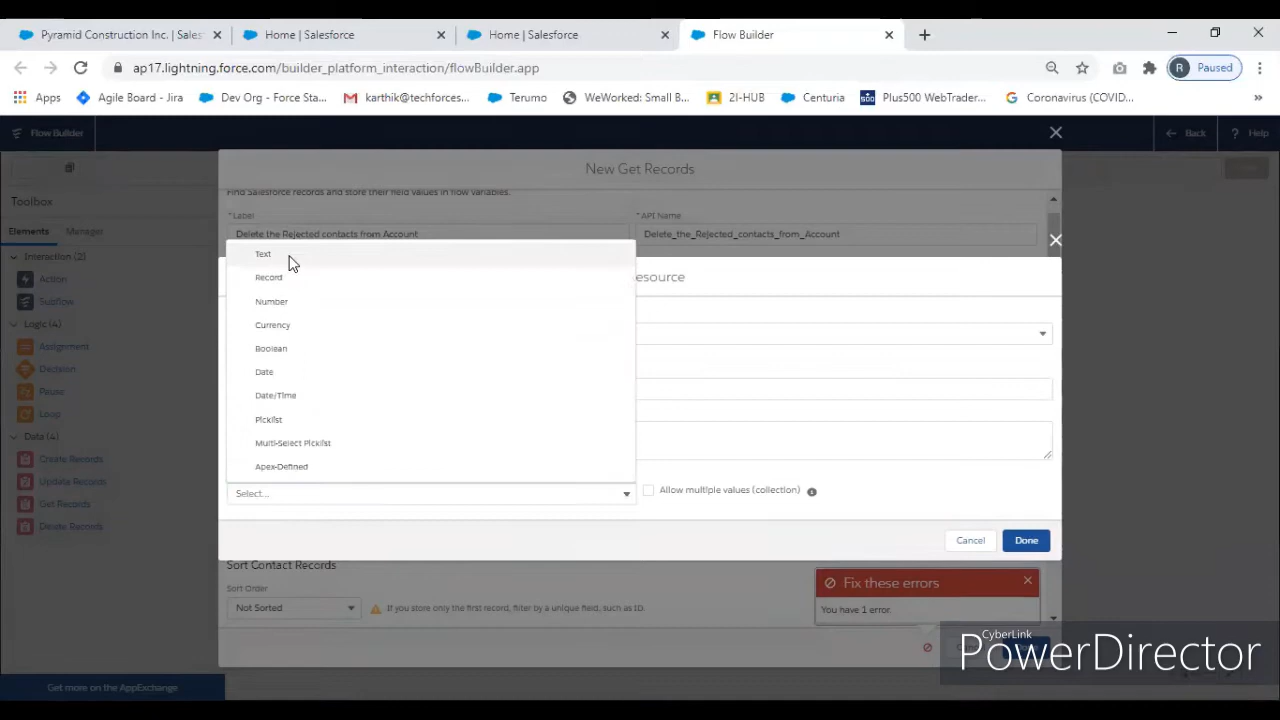 Pyramid Construction Inc. | Sales
Home | Salesforce
Home | Salesforce
Flow Builder
ap17.lightning.force.com/builder_platform_interaction/flowBuilder.app
R
Paused
Apps
Agile Board - Jira
Dev Org - Force Sta...
karthik@techforces...
Terumo
WeWorked: Small B...
2I-HUB
Centuria
Plus500 WebTrader...
Coronavirus (COVID...
»
Flow Builder
Back
? Help
New Get Records
Toolbox
Find Salesforce records and store their field values in flow variables.
*Label
*API Name
Elements
Manager
Delete the Rejected contacts from Account
Delete_the_Rejected_contacts_from_Account
Interaction (2)
Action
Subflow
Logic (4)
Assignment
Decision
Pause
Loop
Data (4)
Create Records
Update Records
Get Records
Delete Records
esource
Text
Record
Number
Currency
Boolean
Date
Date/Time
Picklist
Multi-Select Picklist
Apex-Defined
Select...
Allow multiple values (collection)
Cancel
Done
Sort Contact Records
Sort Order
Not Sorted
If you store only the first record, filter by a unique field, such as ID.
Fix these errors
You have 1 error.
Get more on the AppExchange
CyberLink
PowerDirector